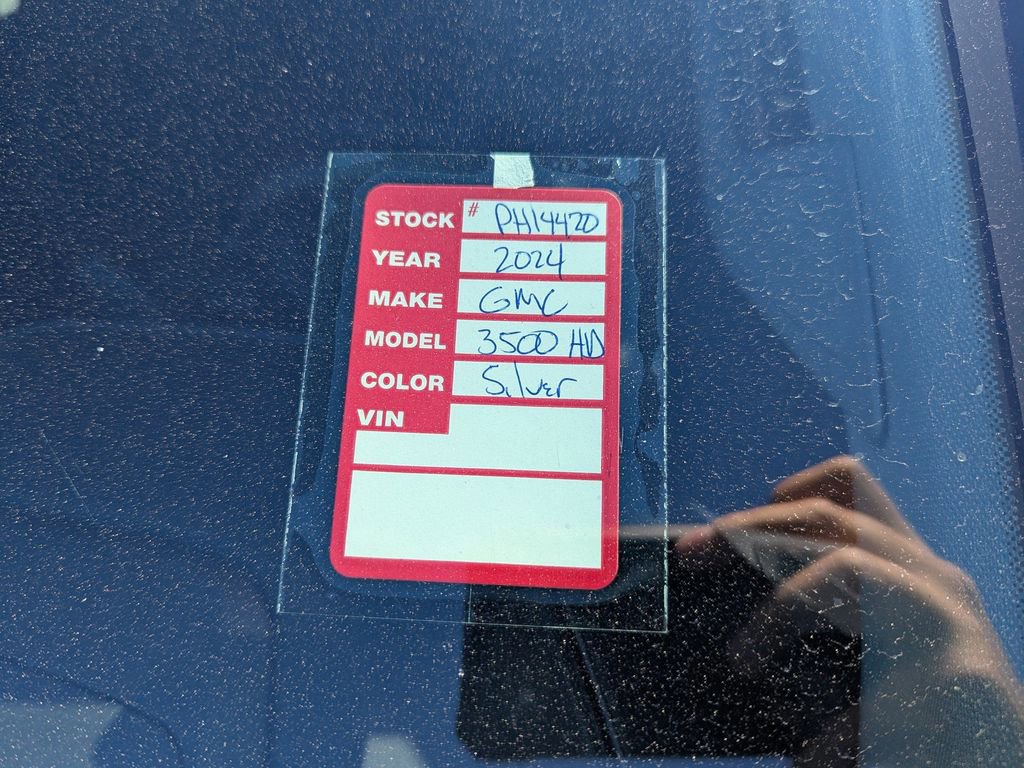 STOCK # PH14420
YEAR 2024
MAKE GMC
MODEL 3500 HD
COLOR Silver
VIN